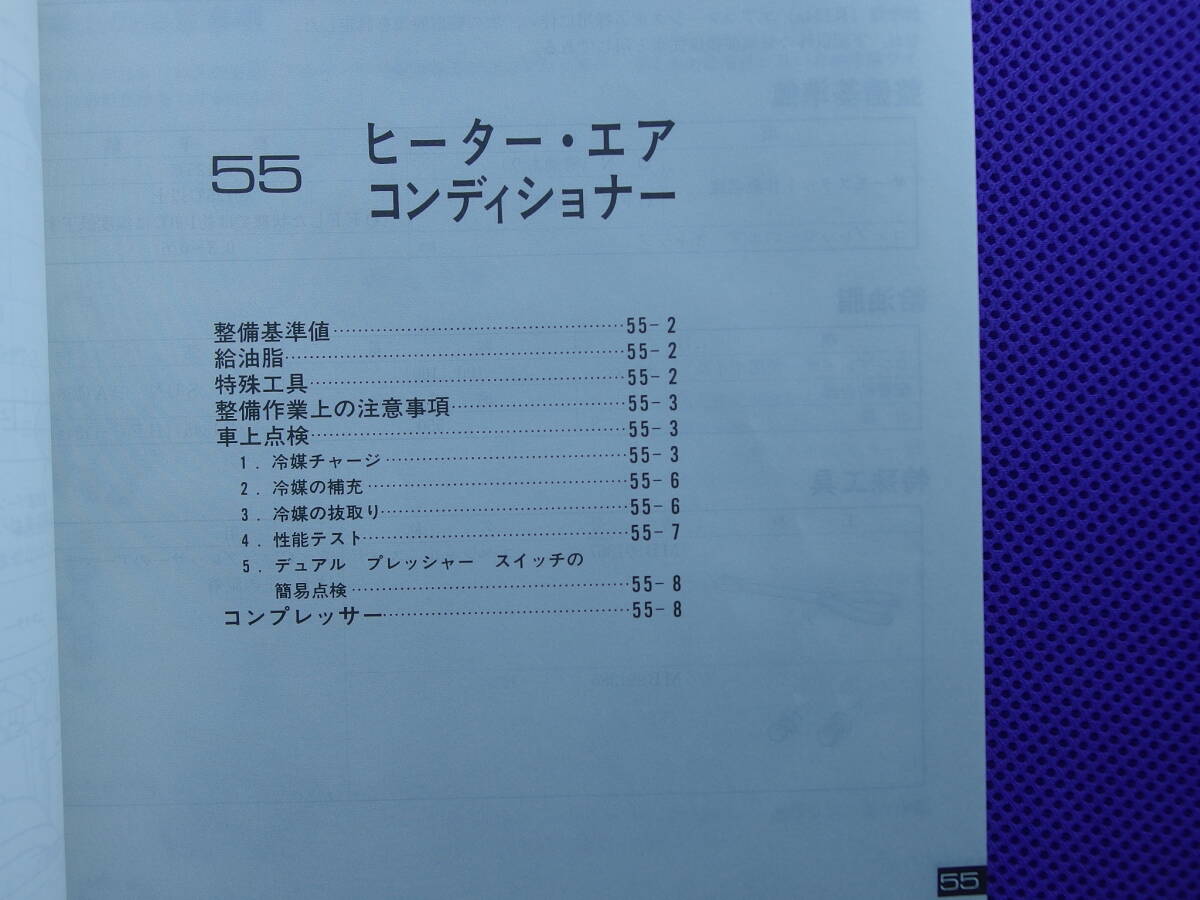 55 ヒーター・エア
コンディショナー
整備基準値 55-2
給油脂 55-2
特殊工具 55-2
整備作業上の注意事項 55-3
車上点検 55-3
1. 冷媒チャージ 55-3
2. 冷媒の補充 55-6
3. 冷媒の抜取り 55-6
4. 性能テスト 55-7
5. デュアル プレッシャー スイッチの
簡易点検 55-8
コンプレッサー 55-8
55